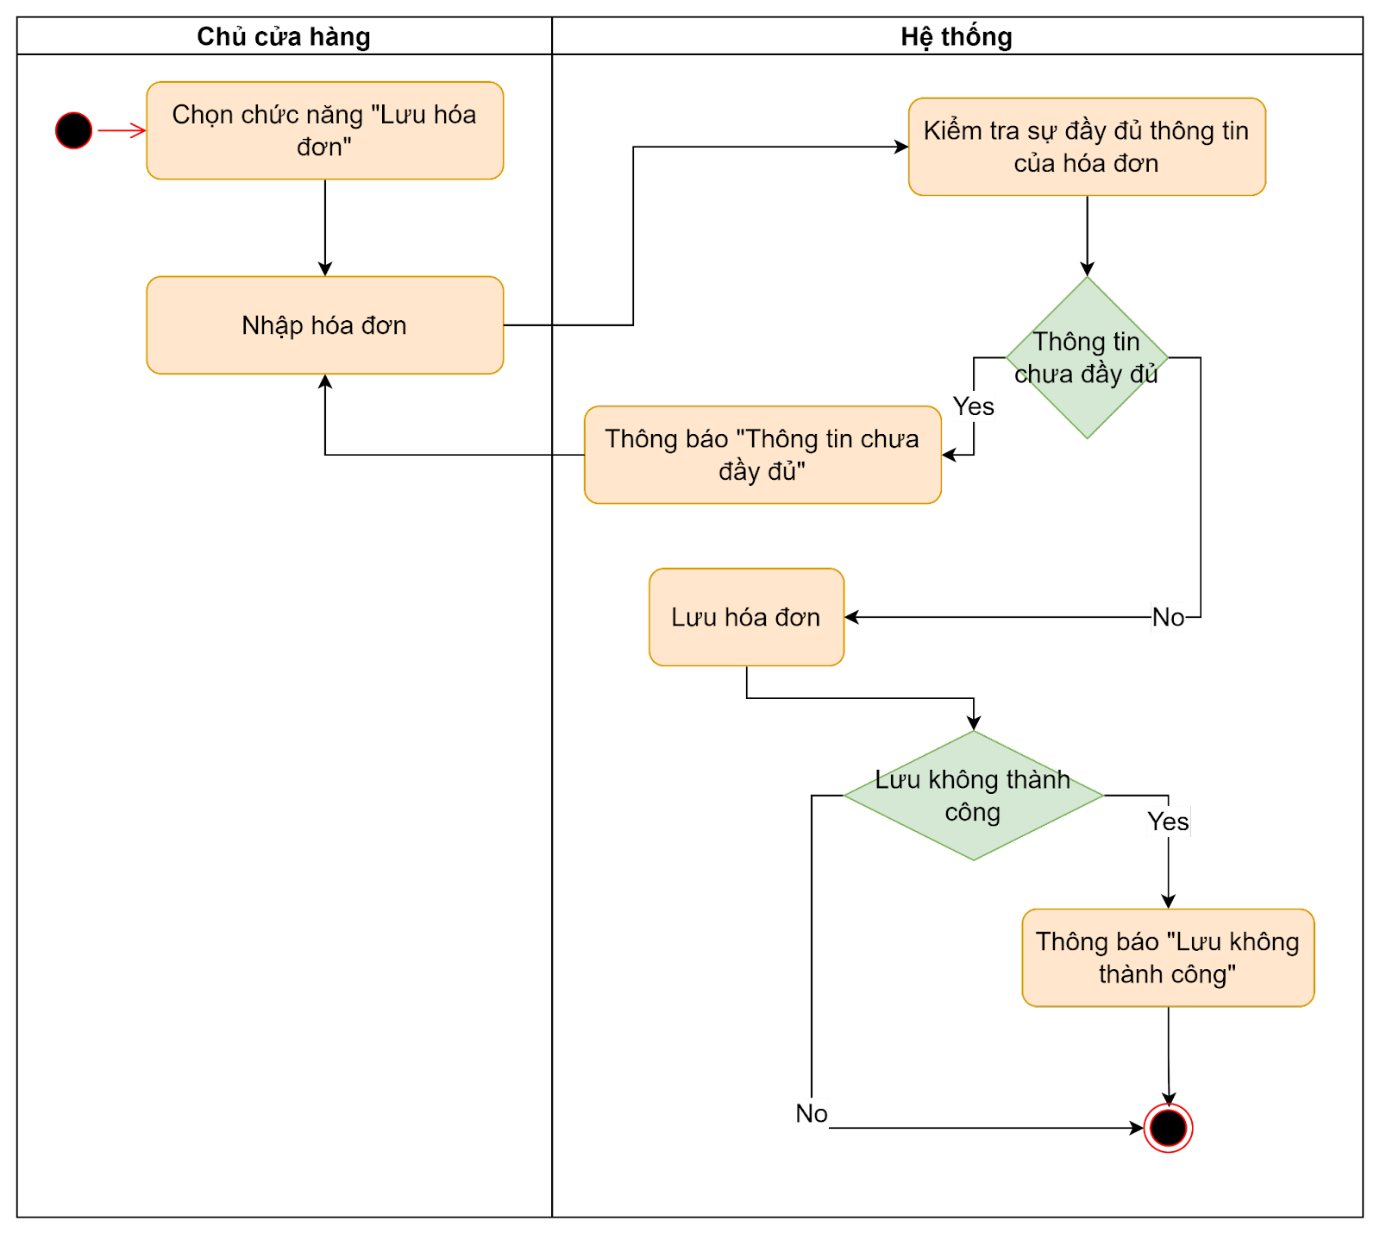 Chủ cửa hàng
Hệ thống
Chọn chức năng "Lưu hóa
đơn"
Kiểm tra sự đầy đủ thông tin
của hóa đơn
Nhập hóa đơn
Thông tin
chưa đầy đủ
Yes
Thông báo "Thông tin chưa
đầy đủ"
Lưu hóa đơn
No
Lưu không thành
công
Yes
Thông báo "Lưu không
thành công"
No